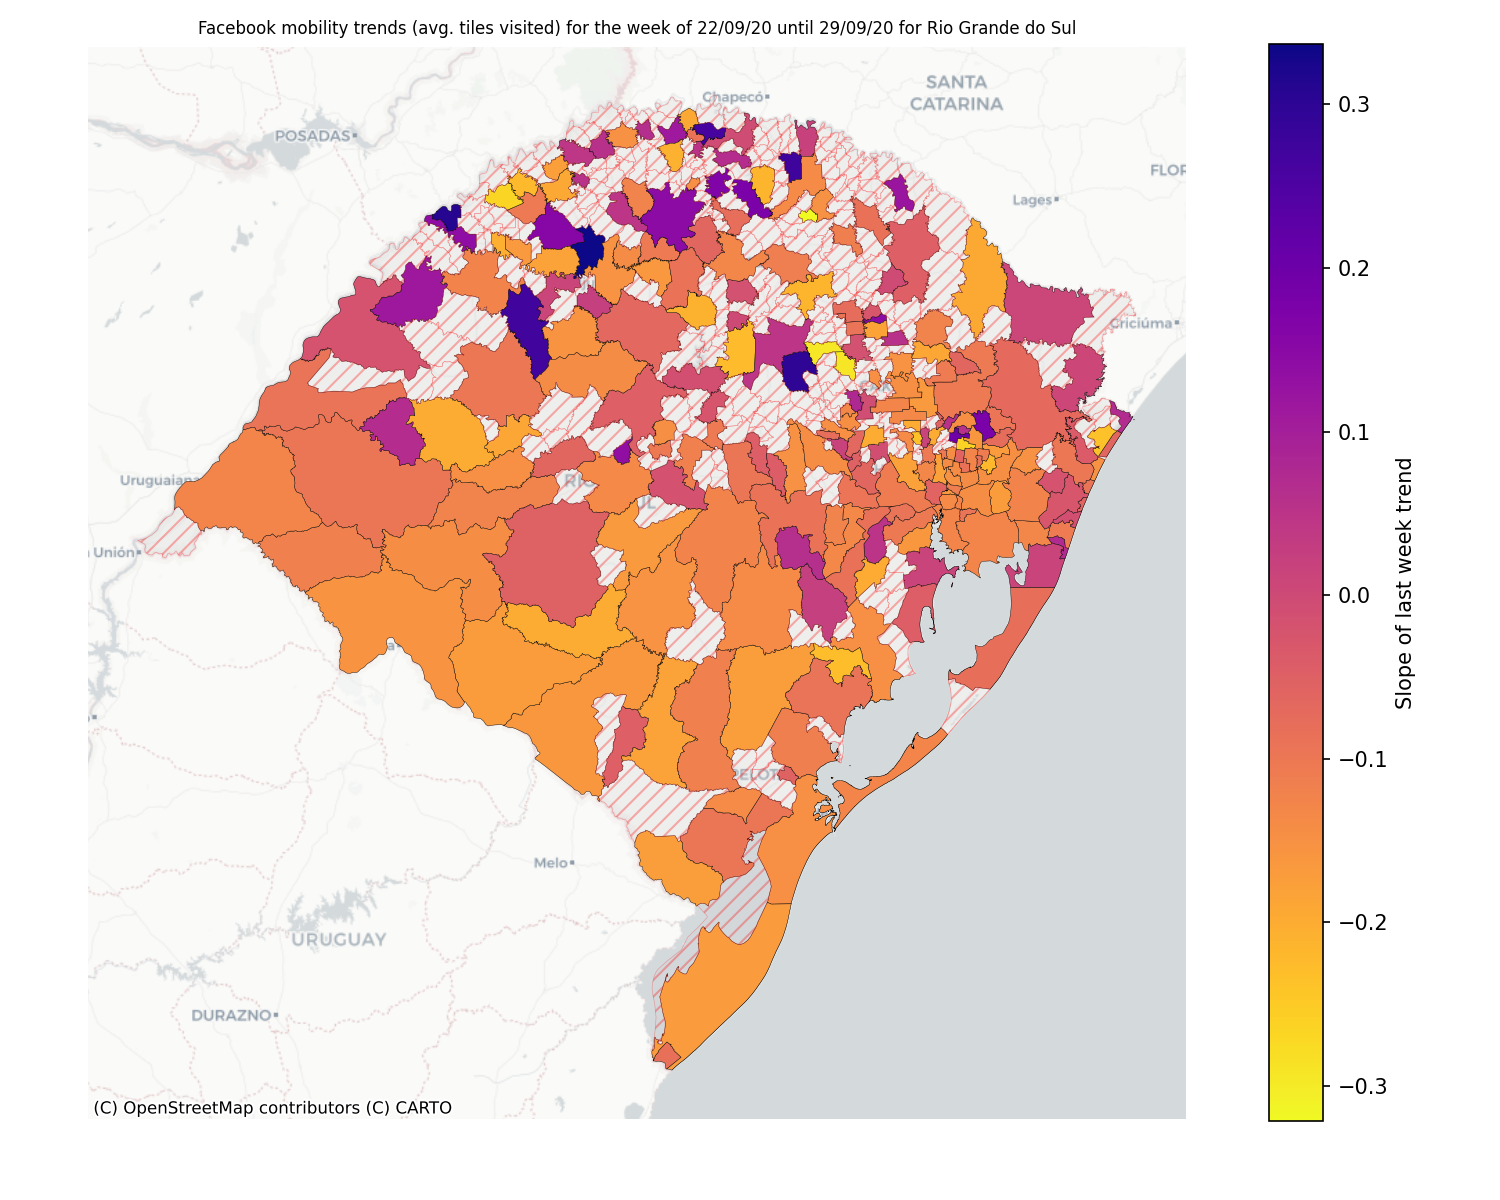 Facebook mobility trends (avg. tiles visited) for the week of 22/09/20 until 29/09/20 for Rio Grande do Sul
Chapecó
SANTA
CATARINA
POSADAS
FLOR
Lages
Criciúma
Unión
Melo
URUGUAY
DURAZNO
(C) OpenStreetMap contributors (C) CARTO
0.3
0.2
0.1
0.0
−0.1
−0.2
−0.3
Slope of last week trend